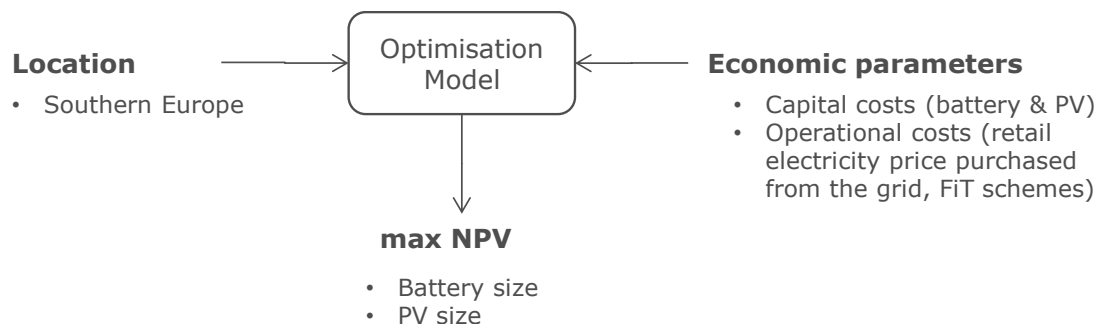 Optimisation
Model
Location
• Southern Europe
Economic parameters
• Capital costs (battery & PV)
• Operational costs (retail
electricity price purchased
from the grid, FiT schemes)
max NPV
• Battery size
• PV size